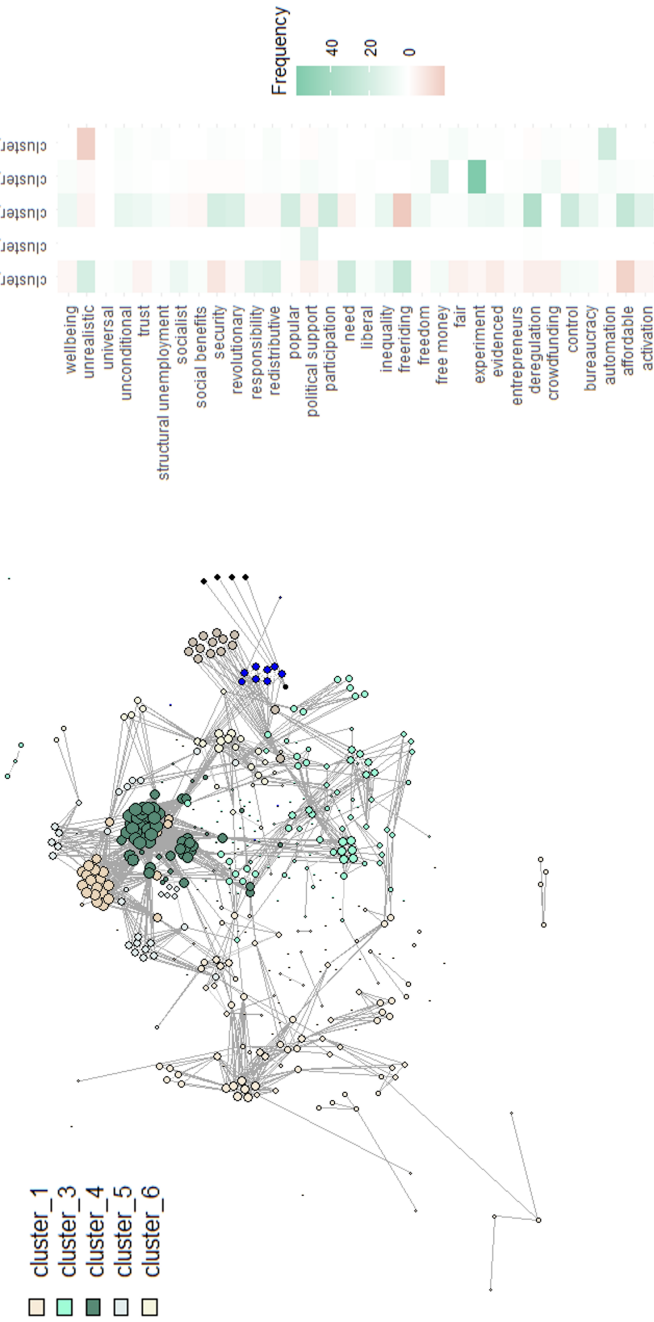 Frequency
40
20
0
cluster
cluster
cluster
cluster
cluster
wellbeing
unrealistic
universal
unconditional
trust
structural unemployment
socialist
social benefits
security
revolutionary
responsibility
redistributive
popular
political support
participation
need
liberal
inequality
freeriding
freedom
free money
fair
experiment
evidenced
entrepreneurs
deregulation
crowdfunding
control
bureaucracy
automation
affordable
activation
cluster_1
cluster_3
cluster_4
cluster_5
cluster_6